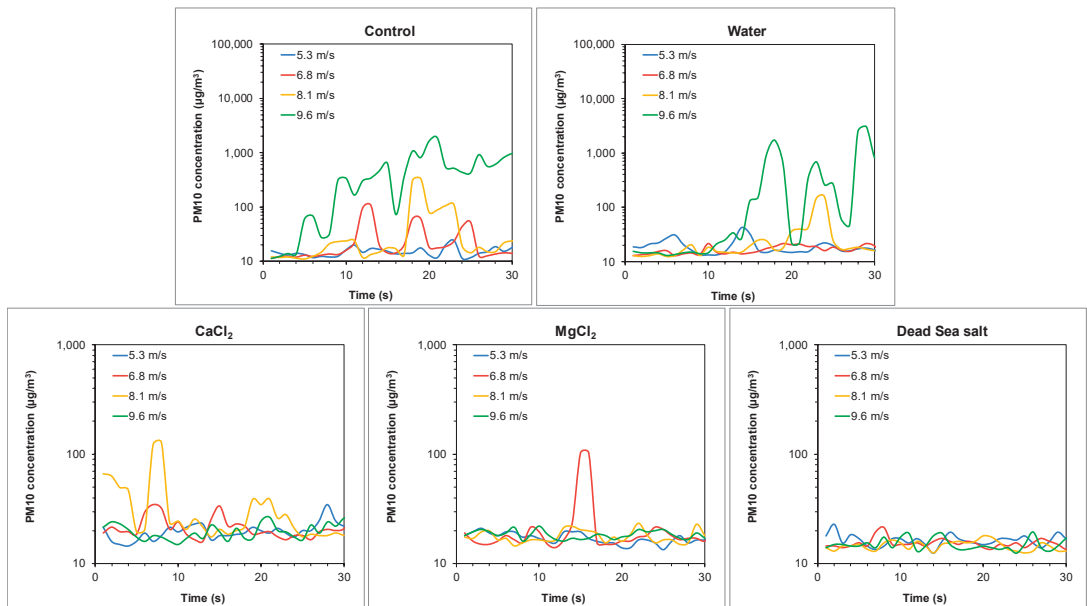 Control
PM10 concentration (µg/m³)
100,000
10,000
1,000
100
10
5.3 m/s
6.8 m/s
8.1 m/s
9.6 m/s
0
10
20
30
Time (s)
Water
PM10 concentration (µg/m³)
100,000
10,000
1,000
100
10
5.3 m/s
6.8 m/s
8.1 m/s
9.6 m/s
0
10
20
30
Time (s)
CaCl₂
PM10 concentration (µg/m³)
1,000
100
10
5.3 m/s
6.8 m/s
8.1 m/s
9.6 m/s
0
10
20
30
Time (s)
MgCl₂
PM10 concentration (µg/m³)
1,000
100
10
5.3 m/s
6.8 m/s
8.1 m/s
9.6 m/s
0
10
20
30
Time (s)
Dead Sea salt
PM10 concentration (µg/m³)
1,000
100
10
5.3 m/s
6.8 m/s
8.1 m/s
9.6 m/s
0
10
20
30
Time (s)